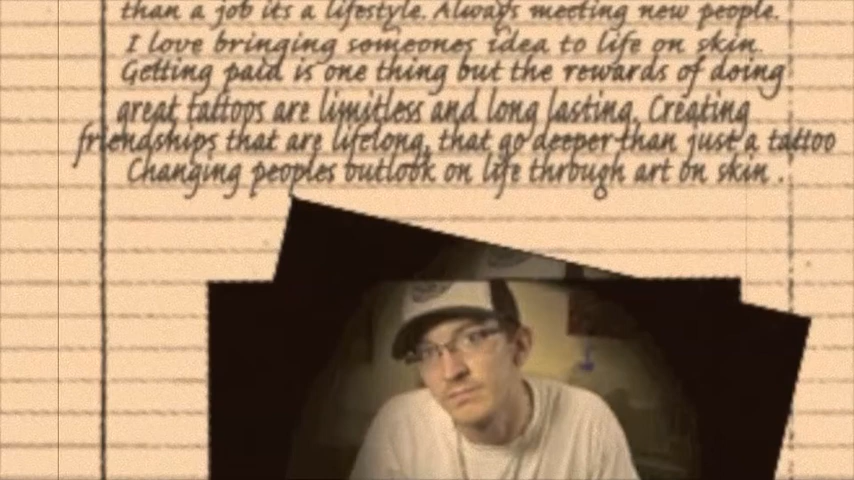 than a job its a lifestyle. Always meeting new people.
I love bringing someones idea to life on skin.
Getting paid is one thing but the rewards of doing
great tattoos are limitless and long lasting. Creating
friendships that are lifelong, that go deeper than just a tattoo
Changing peoples outlook on life through art on skin .